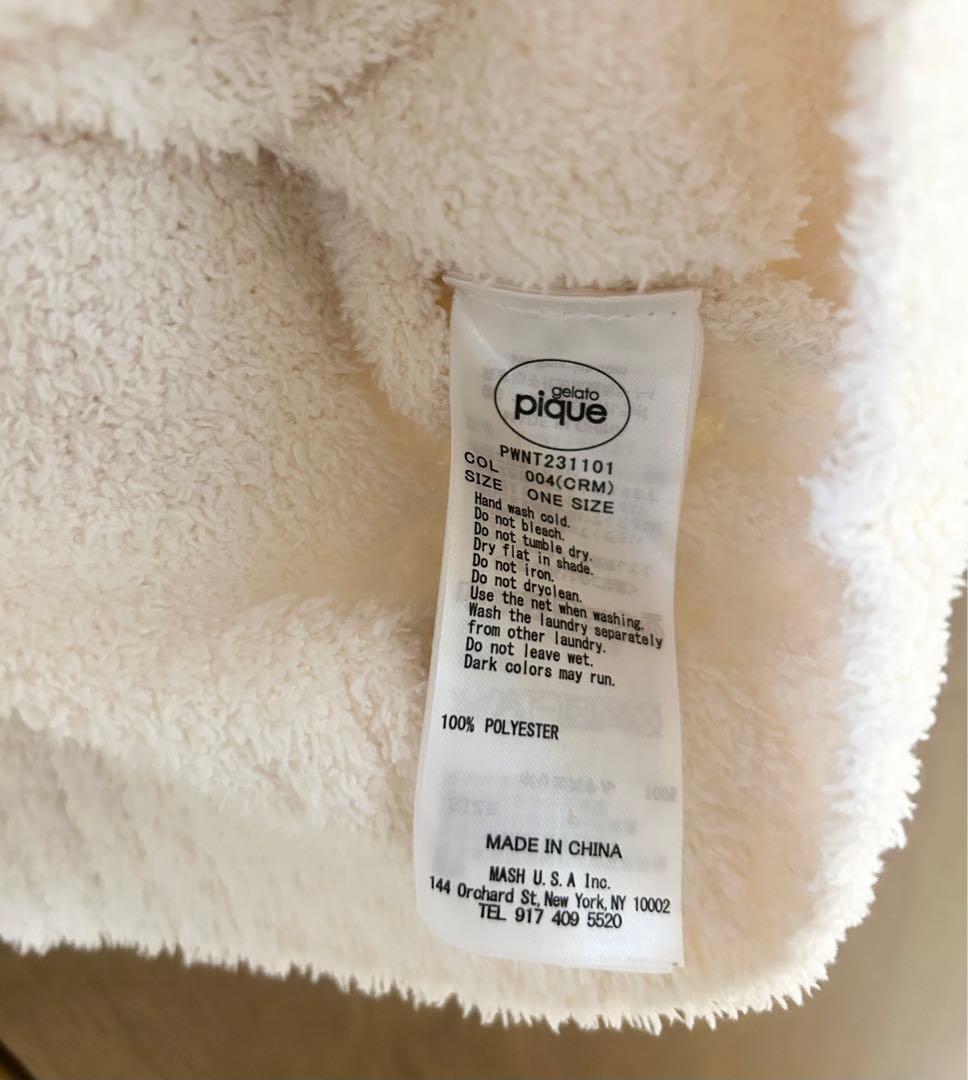 gelato
pique
PWNT231101
COL 004(CRM)
SIZE ONE SIZE
Hand wash cold.
Do not bleach.
Do not tumble dry.
Dry flat in shade.
Do not iron.
Do not dryclean.
Use the net when washing.
Wash the laundry separately
from other laundry.
Do not leave wet.
Dark colors may run.
100% POLYESTER
MADE IN CHINA
MASH U.S.A Inc.
144 Orchard St, New York, NY 10002
TEL 917 409 5520